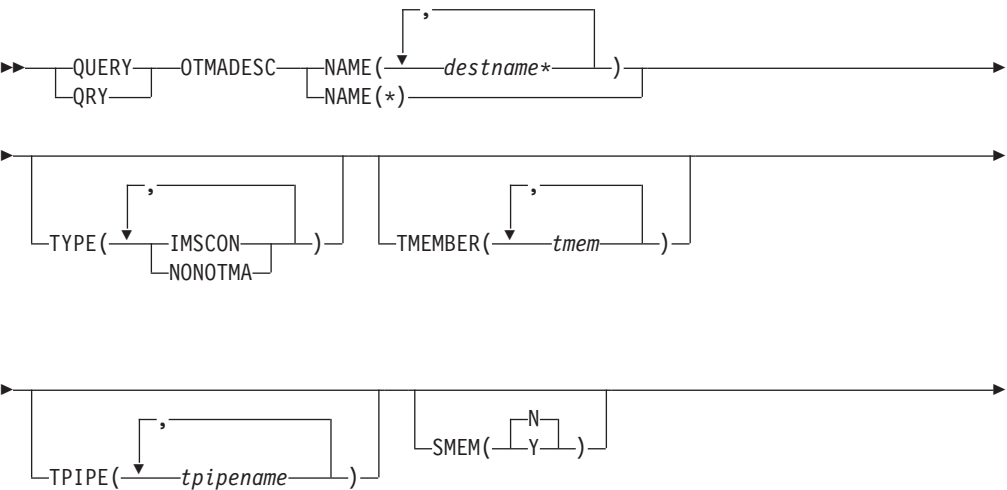 ,
QUERY OTMADESC NAME( destname* )
QRY NAME(*)
, ,
TYPE( IMSCON ) TMEMBER( tmem )
NONOTMA
, N
SMEM( Y )
TPIPE( tpipename )